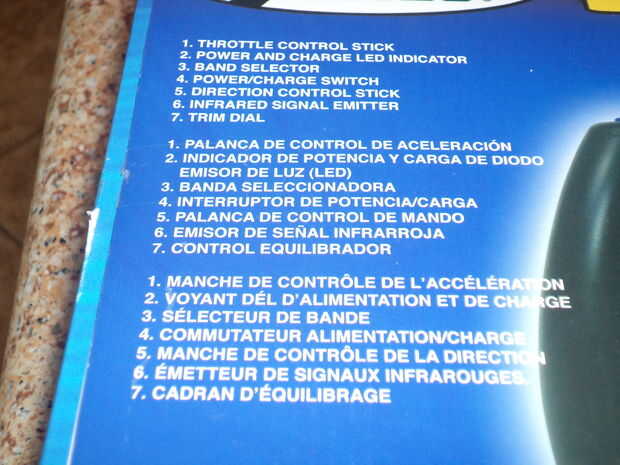 1. THROTTLE CONTROL STICK
2. POWER AND CHARGE LED INDICATOR
3. BAND SELECTOR
4. POWER/CHARGE SWITCH
5. DIRECTION CONTROL STICK
6. INFRARED SIGNAL EMITTER
7. TRIM DIAL
1. PALANCA DE CONTROL DE ACELERACIÓN
2. INDICADOR DE POTENCIA Y CARGA DE DIODO
EMISOR DE LUZ (LED)
3. BANDA SELECCIONADORA
4. INTERRUPTOR DE POTENCIA/CARGA
5. PALANCA DE CONTROL DE MANDO
6. EMISOR DE SEÑAL INFRARROJA
7. CONTROL EQUILIBRADOR
1. MANCHE DE CONTRÔLE DE L'ACCÉLÉRATION
2. VOYANT DÉL D'ALIMENTATION ET DE CHARGE
3. SÉLECTEUR DE BANDE
4. COMMUTATEUR ALIMENTATION/CHARGE
5. MANCHE DE CONTRÔLE DE LA DIRECTION
6. ÉMETTEUR DE SIGNAUX INFRAROUGES.
7. CADRAN D'ÉQUILIBRAGE